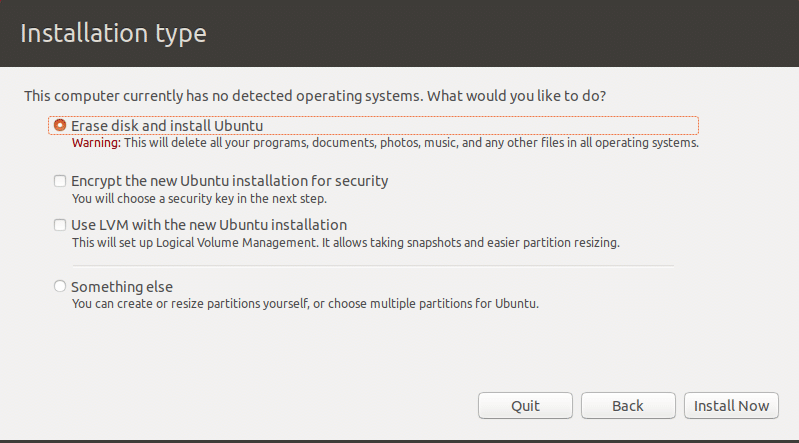 Installation type
This computer currently has no detected operating systems. What would you like to do?
Erase disk and install Ubuntu
Warning: This will delete all your programs, documents, photos, music, and any other files in all operating systems.
Encrypt the new Ubuntu installation for security
You will choose a security key in the next step.
Use LVM with the new Ubuntu installation
This will set up Logical Volume Management. It allows taking snapshots and easier partition resizing.
Something else
You can create or resize partitions yourself, or choose multiple partitions for Ubuntu.
Quit Back Install Now